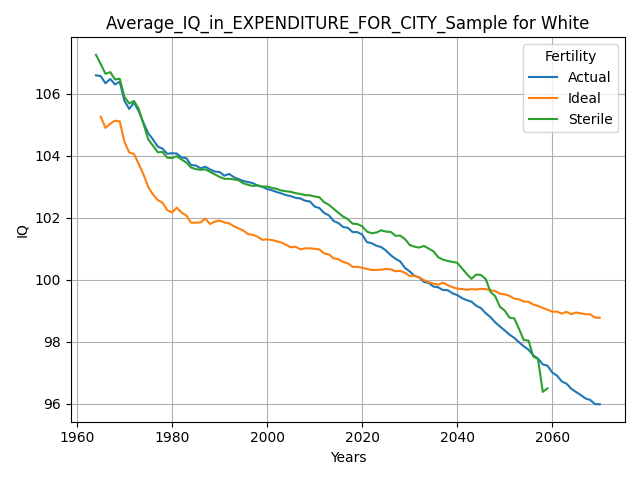 Average_IQ_in_EXPENDITURE_FOR_CITY_Sample for White
Fertility
Actual
Ideal
Sterile
106
104
102
100
98
96
IQ
1960
1980
2000
2020
2040
2060
Years